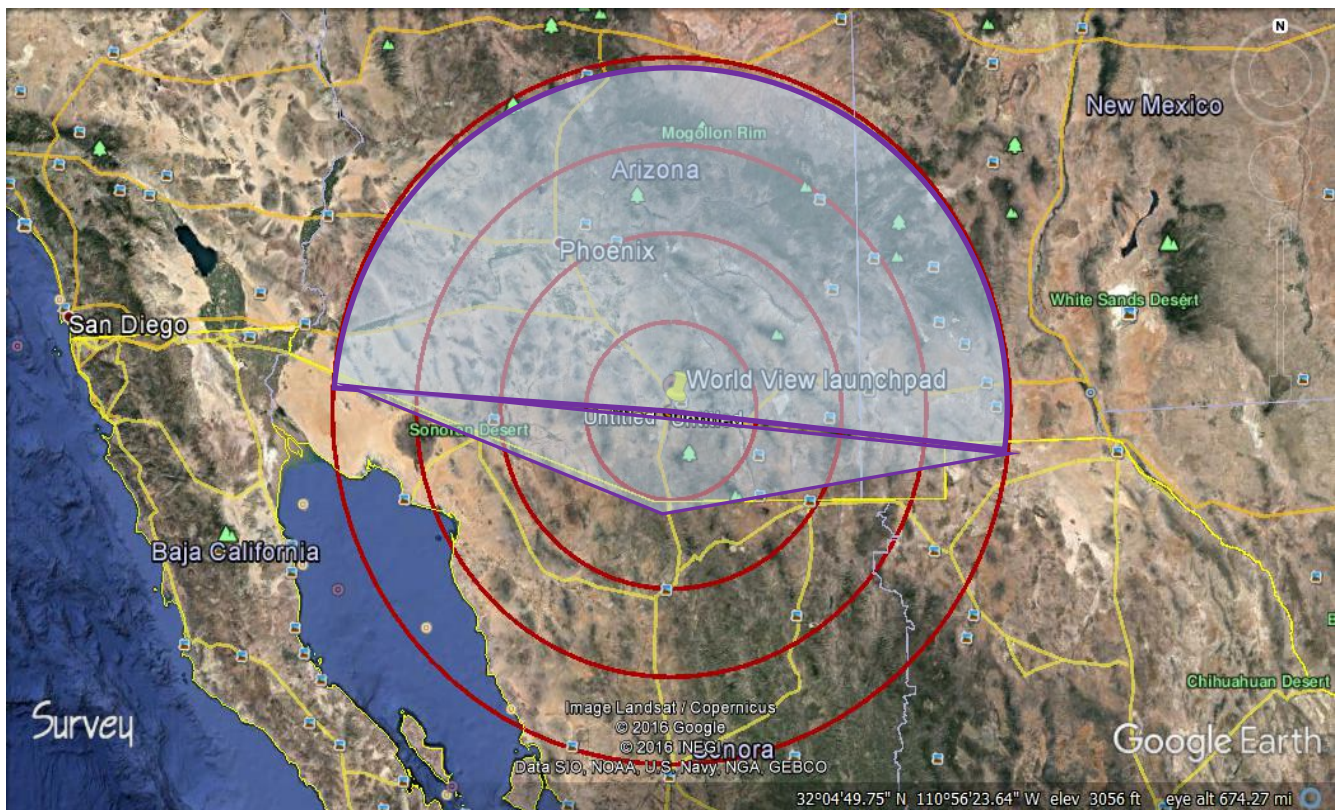 N
New Mexico
Mogollon Rim
Arizona
Phoenix
White Sands Desert
San Diego
World View launchpad
Untitled
Untitled
Sonoran Desert
Baja California
Chihuahuan Desert
Image Landsat / Copernicus
© 2016 Google
© 2016 INEGI
Sonora
Data SIO, NOAA, U.S. Navy, NGA, GEBCO
Survey
Google Earth
32°04'49.75" N 110°56'23.64" W elev 3056 ft eye alt 674.27 mi